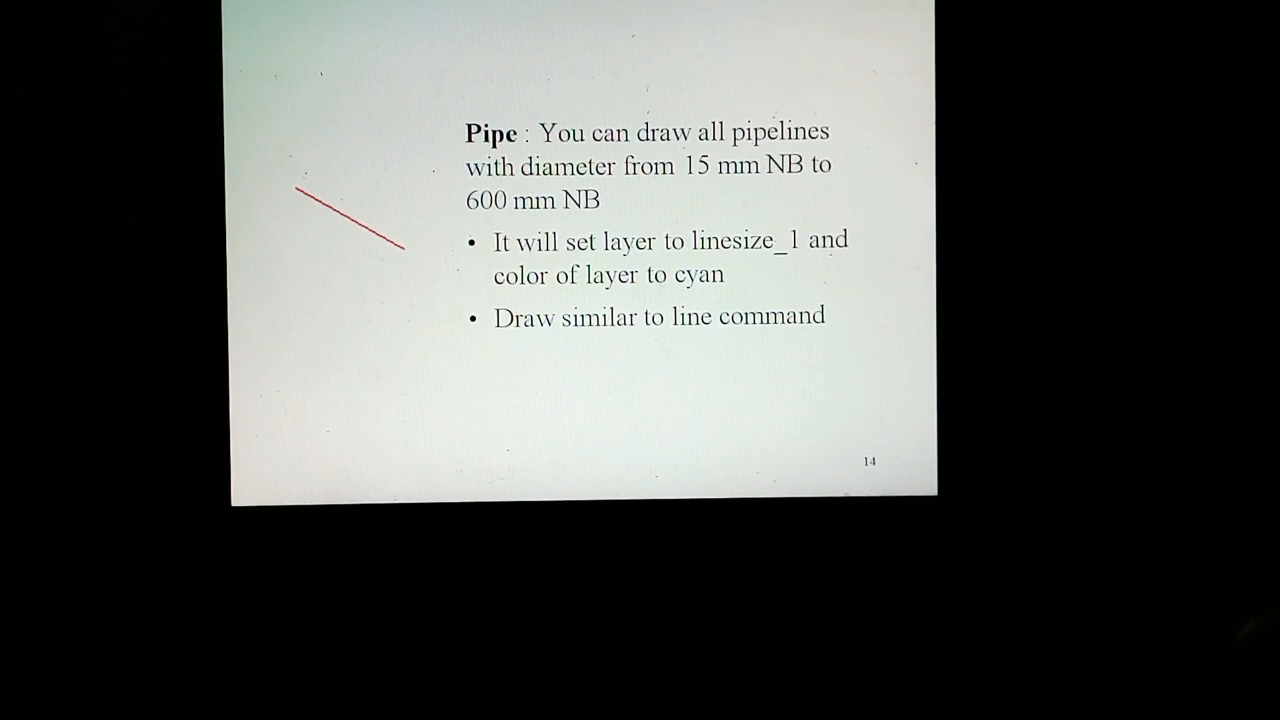 Pipe : You can draw all pipelines
with diameter from 15 mm NB to
600 mm NB
• It will set layer to linesize_1 and
color of layer to cyan
• Draw similar to line command
14